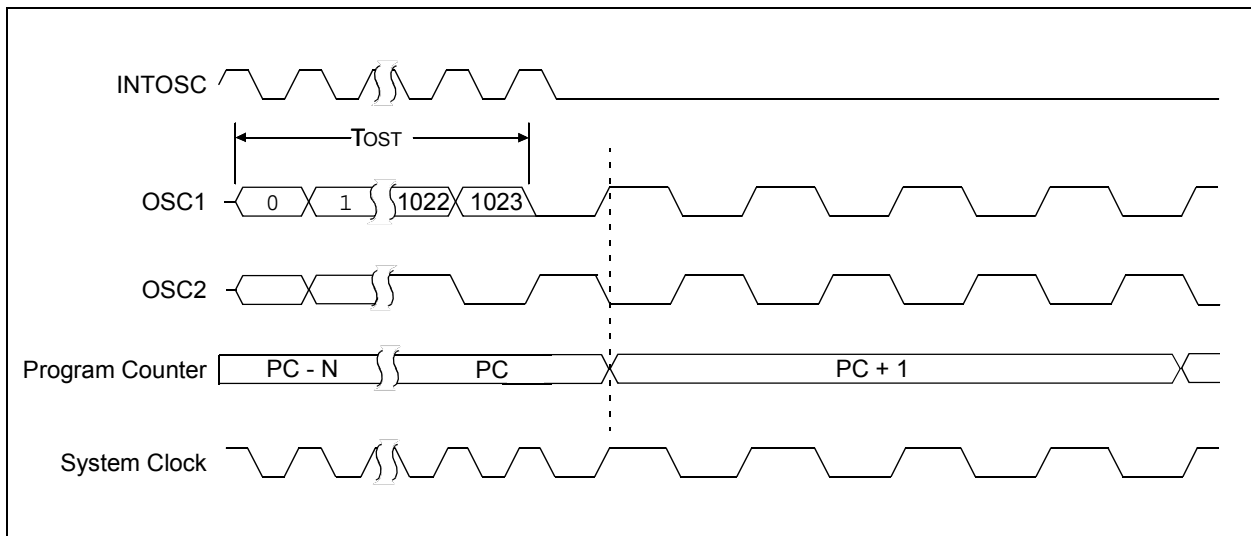 INTOSC
TOST
OSC1 0 1 1022 1023
OSC2
Program Counter PC - N PC PC + 1
System Clock